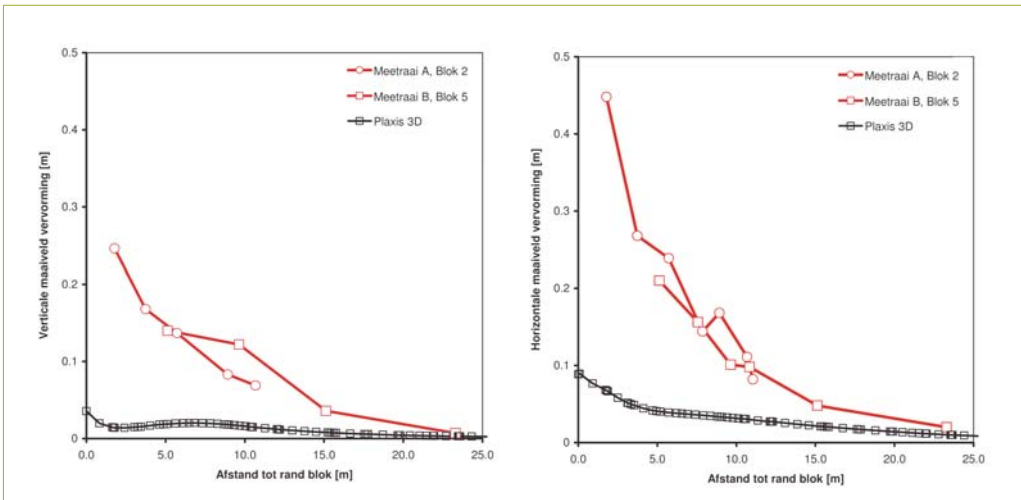 0.5
0.4
0.3
0.2
0.1
0
0.0 5.0 10.0 15.0 20.0 25.0
Verticale maaiveld vervorming [m]
Afstand tot rand blok [m]
Meetraai A, Blok 2
Meetraai B, Blok 5
Plaxis 3D
0.5
0.4
0.3
0.2
0.1
0
0.0 5.0 10.0 15.0 20.0 25.0
Horizontale maaiveld vervorming [m]
Afstand tot rand blok [m]
Meetraai A, Blok 2
Meetraai B, Blok 5
Plaxis 3D